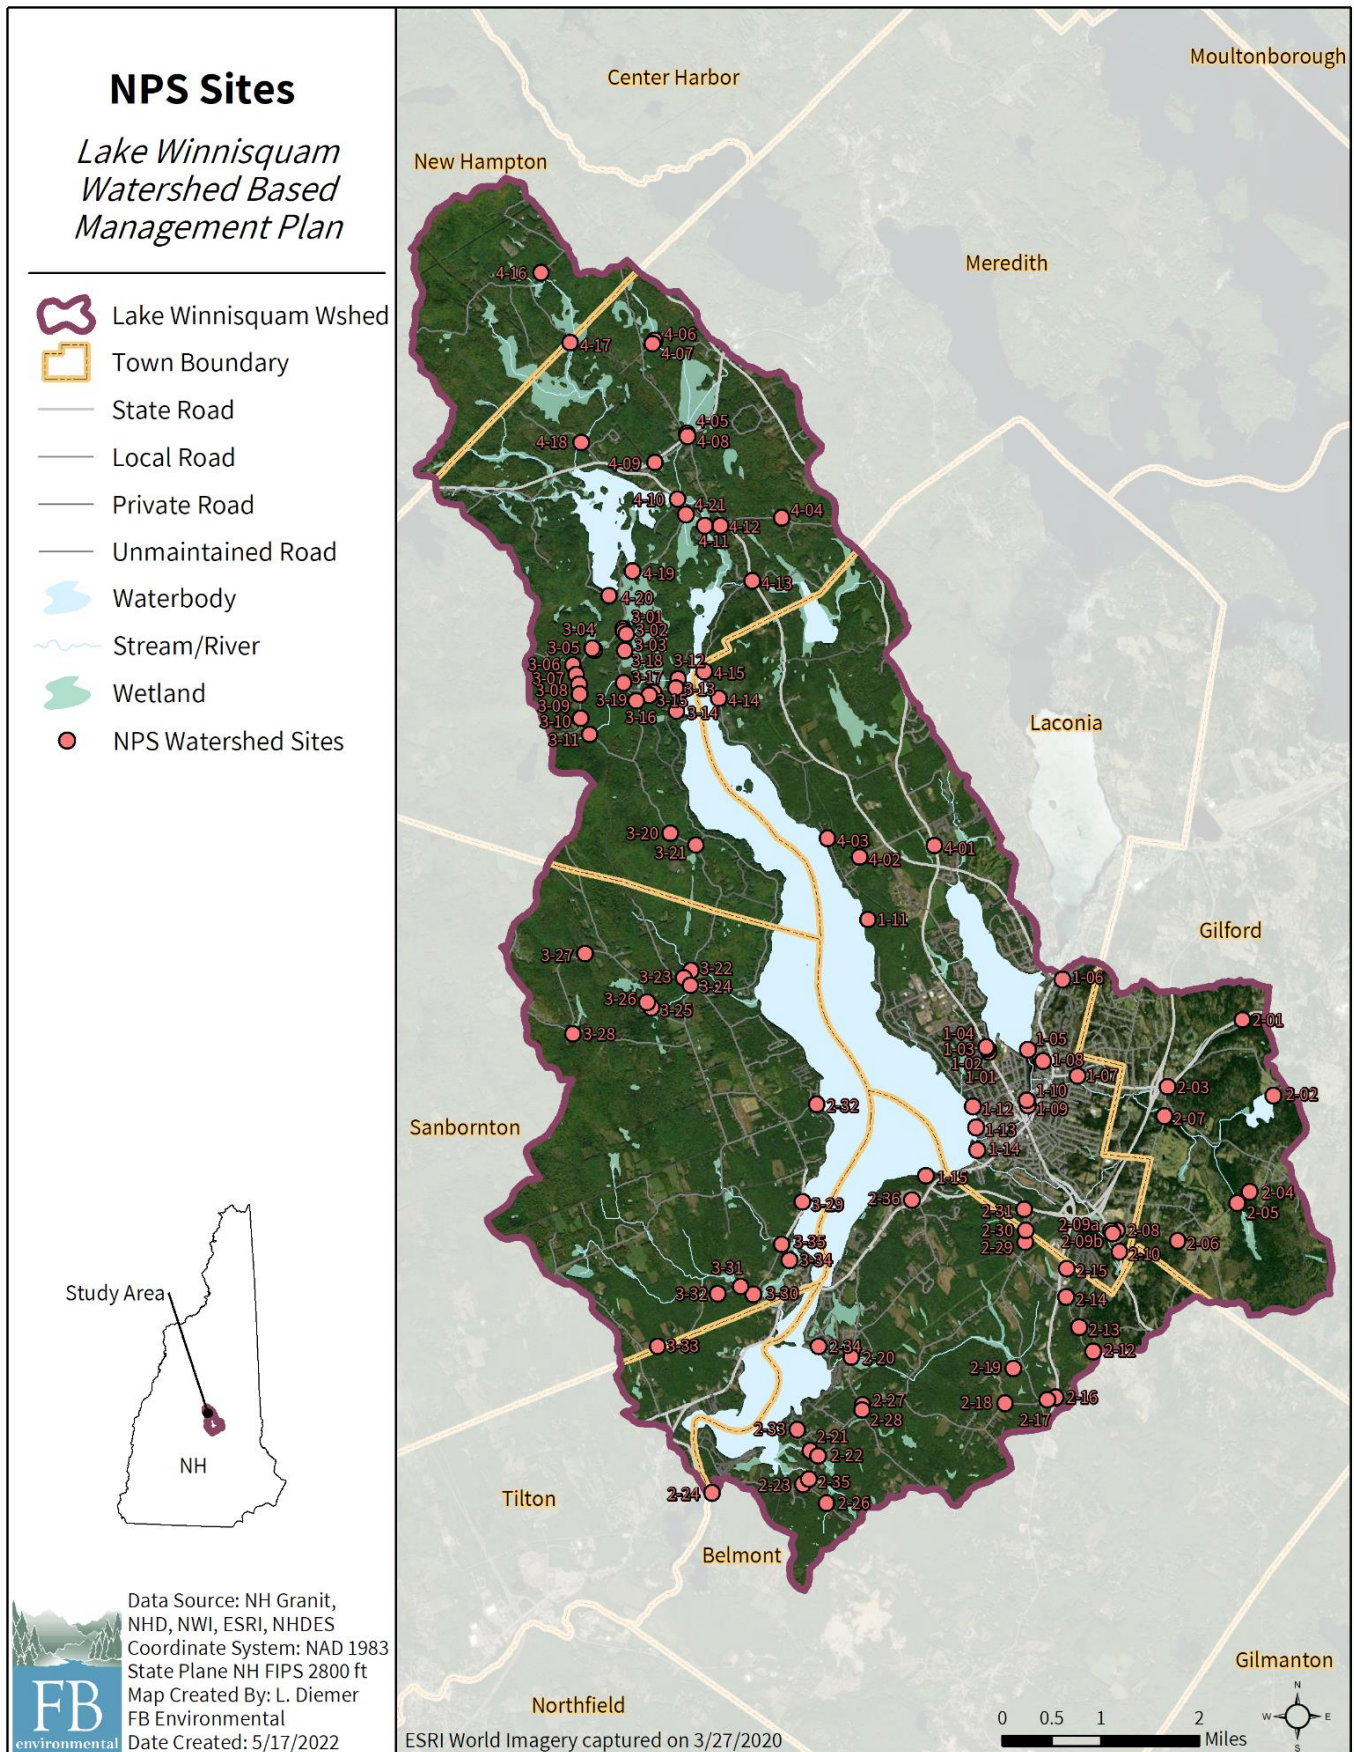 NPS Sites
Lake Winnisquam
Watershed Based
Management Plan
Lake Winnisquam Wshed
Town Boundary
State Road
Local Road
Private Road
Unmaintained Road
Waterbody
Stream/River
Wetland
NPS Watershed Sites
Study Area
NH
FB
environmental
Data Source: NH Granit,
NHD, NWI, ESRI, NHDES
Coordinate System: NAD 1983
State Plane NH FIPS 2800 ft
Map Created By: L. Diemer
FB Environmental
Date Created: 5/17/2022
Moultonborough
Center Harbor
New Hampton
Meredith
4-16
4-17
4-06
4-07
4-05
4-08
4-18
4-09
4-10
4-21
4-04
4-12
4-11
4-19
4-13
4-20
3-01
3-04
3-02
3-05
3-03
3-06
3-18
3-12
4-15
3-07
3-17
3-13
3-08
3-19
3-15
4-14
3-09
3-16
3-14
3-10
3-11
Laconia
3-20
3-21
4-03
4-02
4-01
1-11
Gilford
3-27
3-22
3-23
3-24
1-06
3-26
3-25
2-01
3-28
1-04
1-03
1-02
1-01
1-05
1-08
1-07
2-03
2-02
1-10
1-09
2-32
1-12
2-07
Sanbornton
1-13
1-14
1-15
2-04
2-05
3-29
2-36
2-31
2-30
2-29
2-09a
2-08
2-09b
2-06
2-10
3-35
3-34
2-15
3-31
3-32
3-30
2-14
2-13
3-33
2-34
2-20
2-12
2-19
2-18
2-16
2-17
2-27
2-28
2-33
2-21
2-22
2-23
2-35
2-24
2-26
Tilton
Belmont
Gilmanton
Northfield
N
W
E
S
0 0.5 1 2
Miles
ESRI World Imagery captured on 3/27/2020